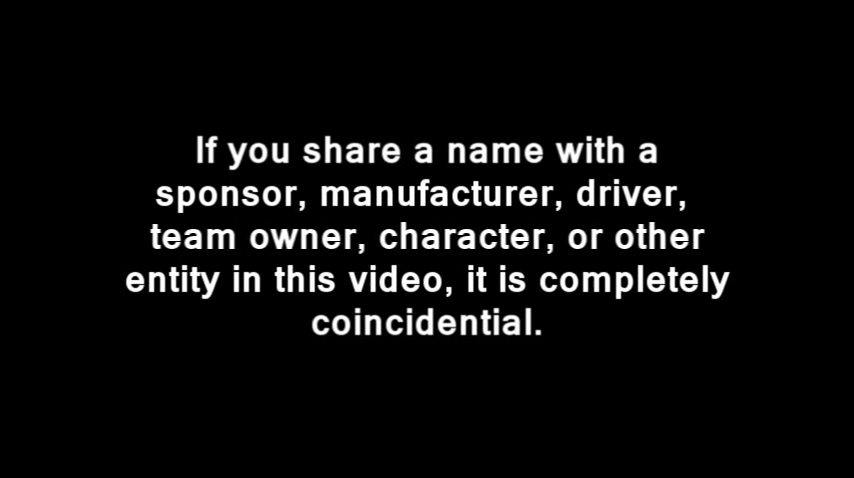 If you share a name with a
sponsor, manufacturer, driver,
team owner, character, or other
entity in this video, it is completely
coincidential.